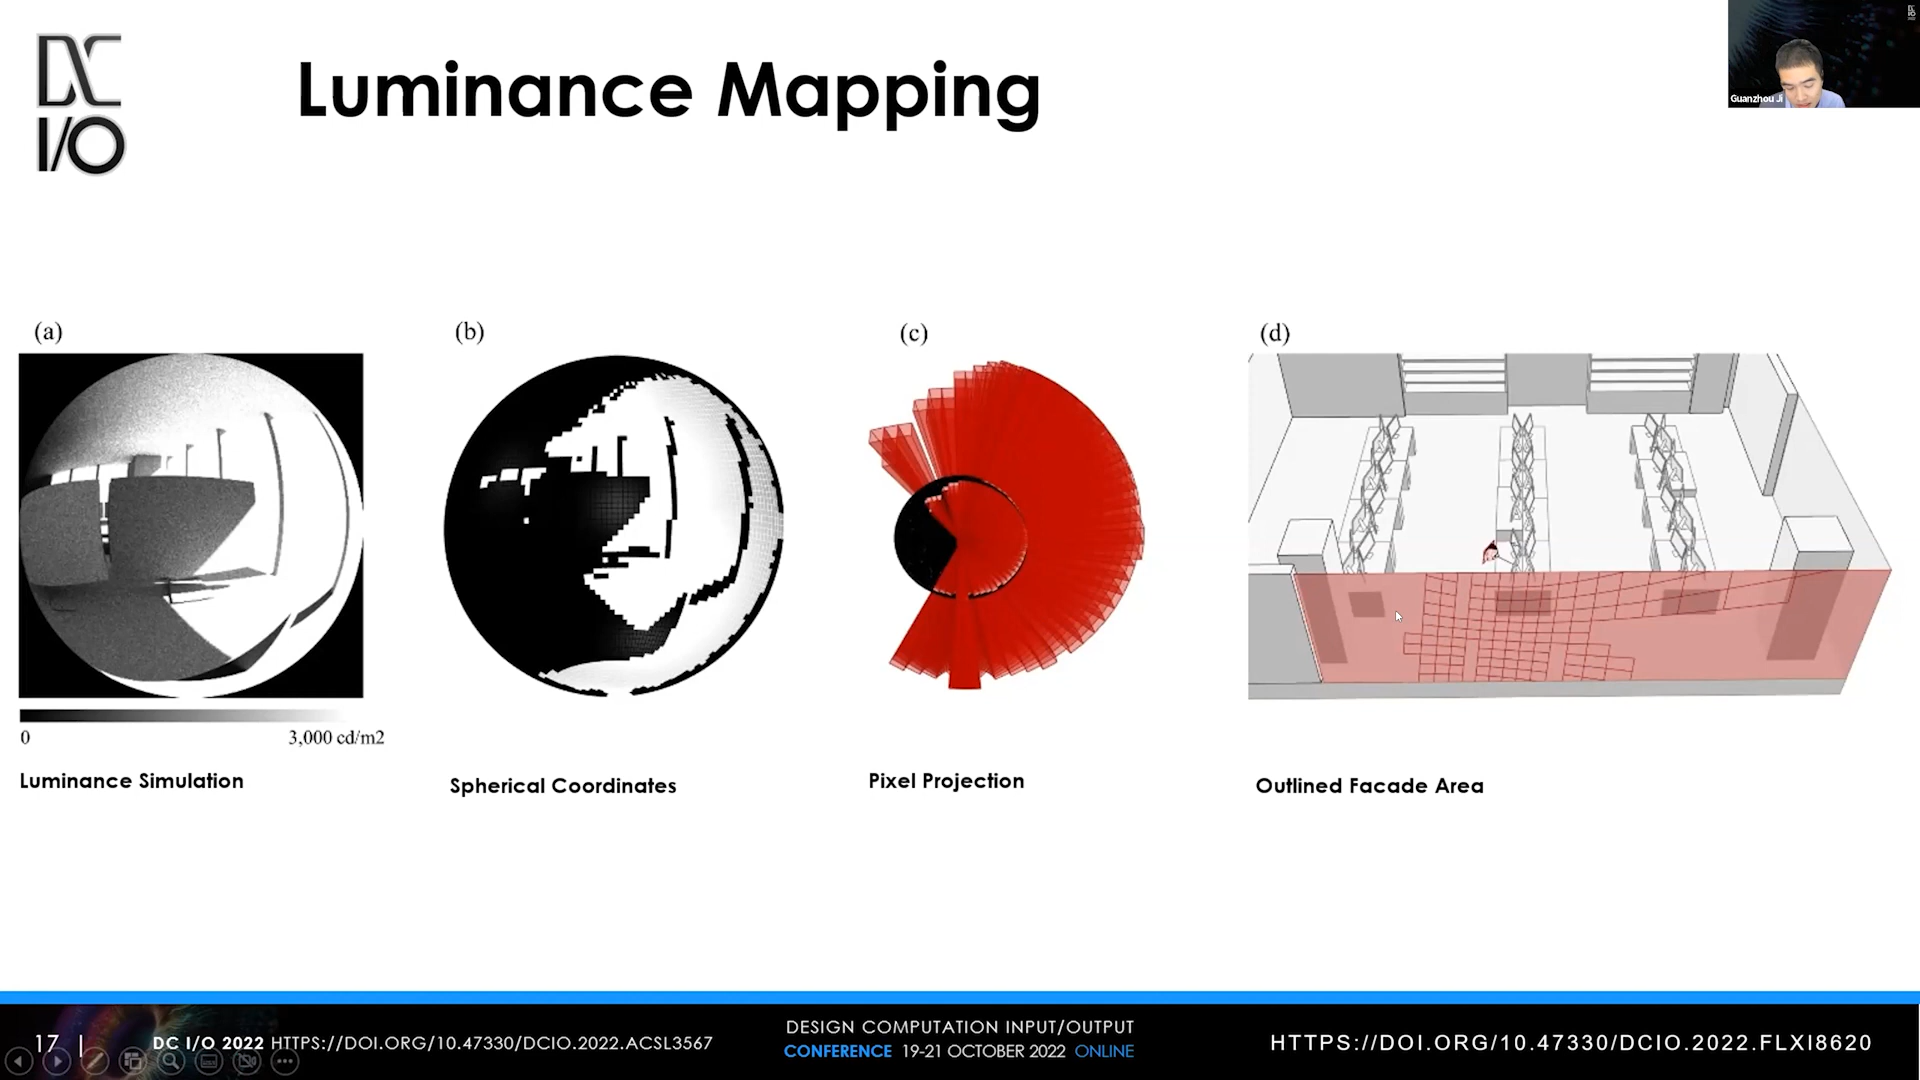 DC
I/O
Luminance Mapping
Guanzhou Ji
(a)
(b)
(c)
(d)
0
3,000 cd/m2
Luminance Simulation
Spherical Coordinates
Pixel Projection
Outlined Facade Area
17 |
DC I/O 2022 HTTPS://DOI.ORG/10.47330/DCIO.2022.ACSL3567
DESIGN COMPUTATION INPUT/OUTPUT
CONFERENCE 19-21 OCTOBER 2022 ONLINE
HTTPS://DOI.ORG/10.47330/DCIO.2022.FLXI8620